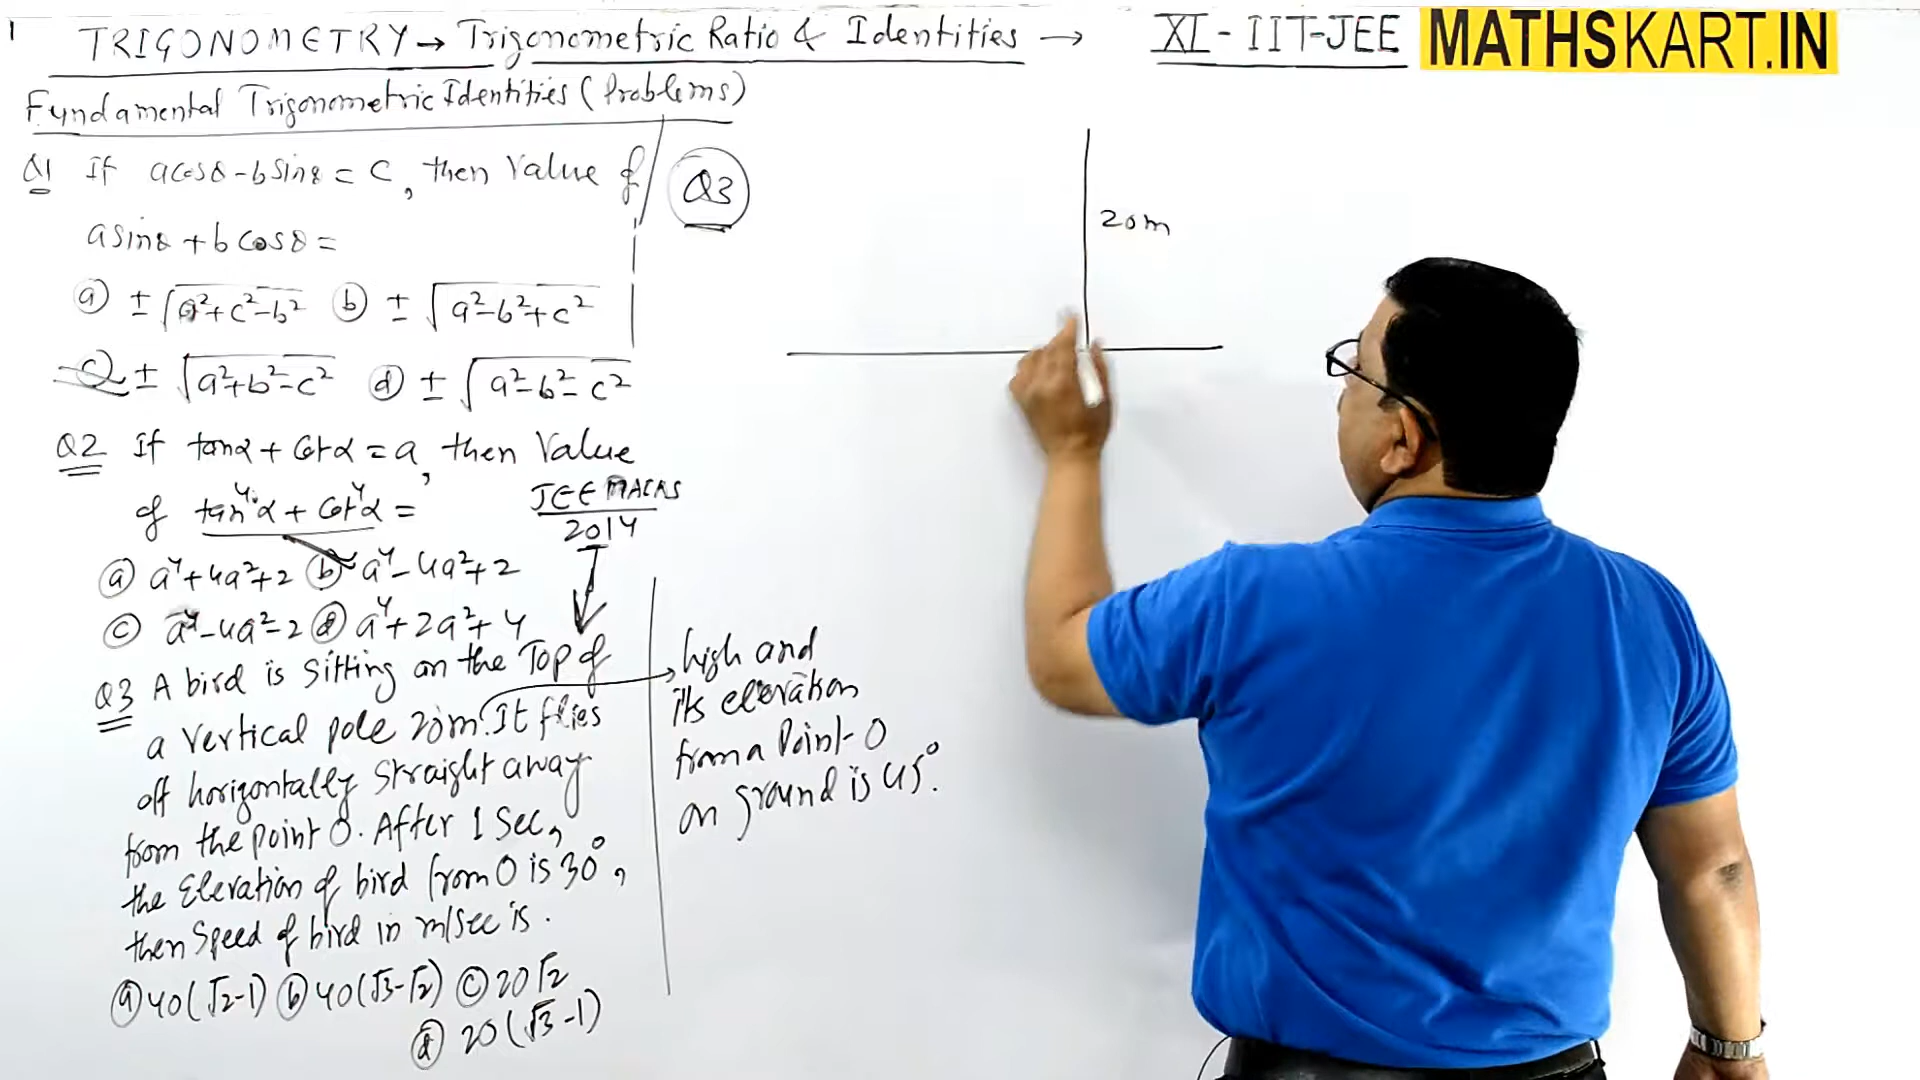 1
TRIGONOMETRY → Trigonometric Ratio & Identities → XI - IIT-JEE MATHSKART.IN
Fundamental Trigonometric Identities (Problems)
Q1 If acosθ - bsinθ = c, then Value of
asinθ + bcosθ =
ⓐ ± √(a²+c²-b²) ⓑ ± √(a²-b²+c²)
ⓒ ± √(a²+b²-c²) ⓓ ± √(a²-b²-c²)
Q2 If tanα + Cotα = a, then Value
of tan⁴α + Cot⁴α =
JEE MAINS
2014
ⓐ a⁴+4a²+2 ⓑ a⁴-4a²+2
ⓒ a⁴-4a²-2 ⓓ a⁴+2a²+4
Q3 A bird is Sitting on the Top of
a Vertical pole 20m. It flies
off horizontally straight away
from the point O. After 1 Sec,
the Elevation of bird from O is 30°,
then Speed of bird in m/sec is.
ⓐ 40(√2-1) ⓑ 40(√3-√2) ⓒ 20√2
ⓓ 20(√3-1)
high and
its elevation
from a Point O
on ground is 45°.
Q3
20m